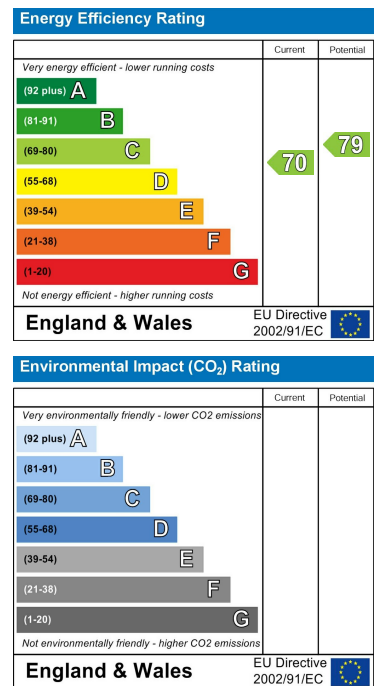 Energy Efficiency Rating
Current Potential
Very energy efficient - lower running costs
(92 plus) A
(81-91) B
(69-80) C
(55-68) D
(39-54) E
(21-38) F
(1-20) G
70
79
Not energy efficient - higher running costs
England & Wales
EU Directive
2002/91/EC
Environmental Impact (CO₂) Rating
Current Potential
Very environmentally friendly - lower CO2 emissions
(92 plus) A
(81-91) B
(69-80) C
(55-68) D
(39-54) E
(21-38) F
(1-20) G
Not environmentally friendly - higher CO2 emissions
England & Wales
EU Directive
2002/91/EC